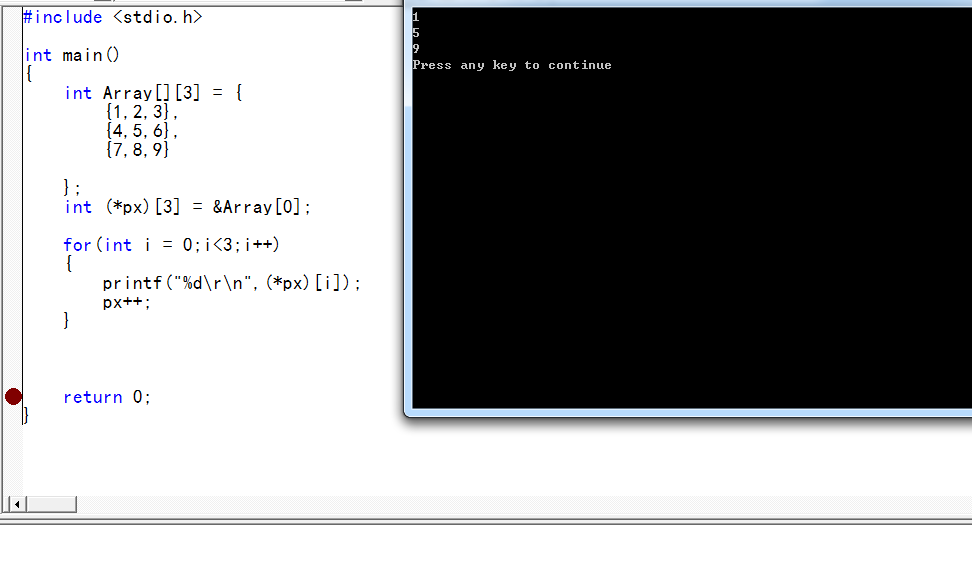 #include <stdio.h>
int main()
{
    int Array[][3] = {
        {1,2,3},
        {4,5,6},
        {7,8,9}
    };
    int (*px)[3] = &Array[0];
    for(int i = 0;i<3;i++)
    {
        printf("%d\r\n",(*px)[i]);
        px++;
    }
    return 0;
}
1
5
9
Press any key to continue